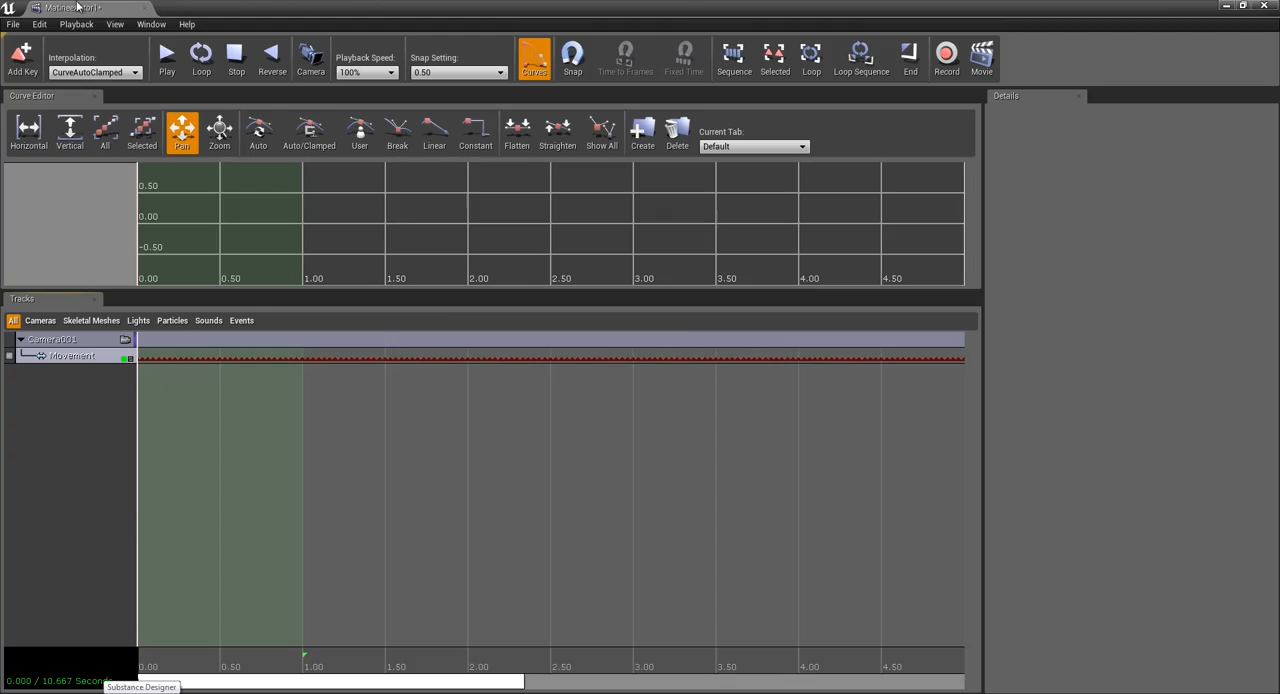 MatineeActor1*
File Edit Playback View Window Help
Add Key
Interpolation:
CurveAutoClamped
Play Loop Stop Reverse Camera
Playback Speed:
100%
Snap Setting:
0.50
Curves Snap Time to Frames Fixed Time Sequence Selected Loop Loop Sequence End Record Movie
Curve Editor
Details
Horizontal Vertical All Selected Pan Zoom Auto Auto/Clamped User Break Linear Constant Flatten Straighten Show All Create Delete
Current Tab:
Default
0.50
0.00
-0.50
0.00 0.50 1.00 1.50 2.00 2.50 3.00 3.50 4.00 4.50
Tracks
All Cameras Skeletal Meshes Lights Particles Sounds Events
Camera001
Movement
0.00 0.50 1.00 1.50 2.00 2.50 3.00 3.50 4.00 4.50
0.000 / 10.667 Seconds
Substance Designer